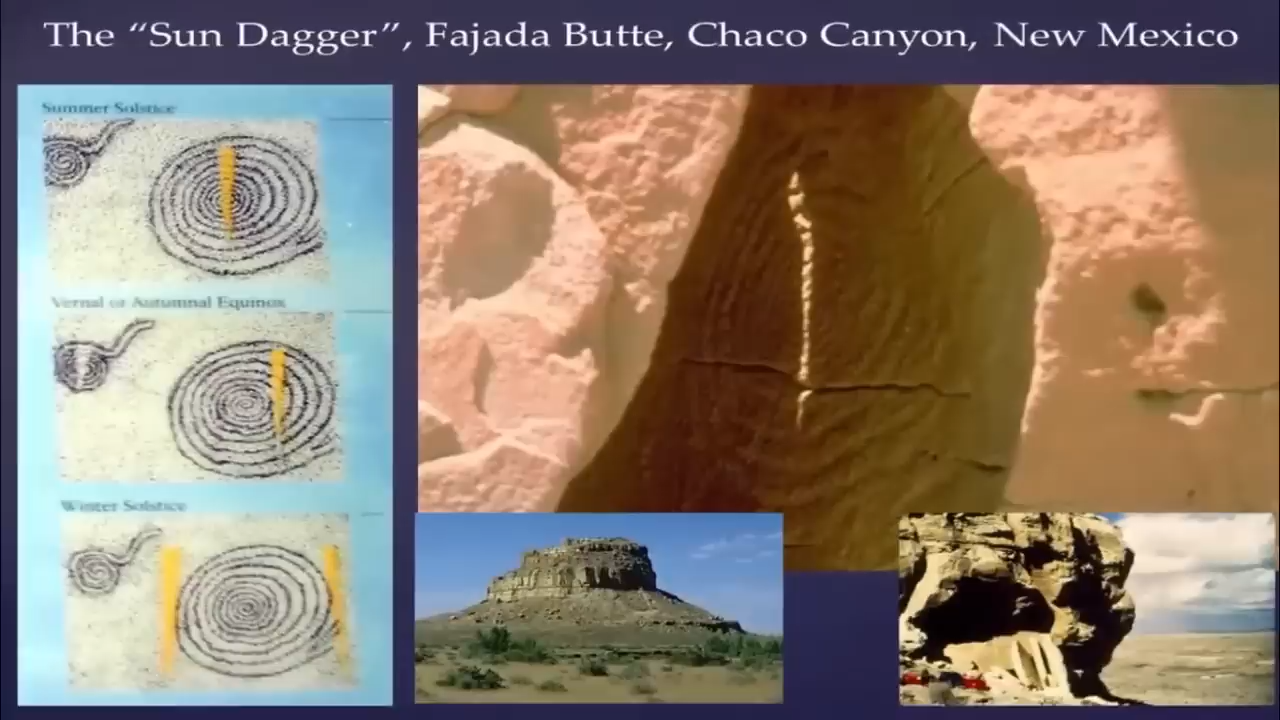 The “Sun Dagger”, Fajada Butte, Chaco Canyon, New Mexico
Summer Solstice
Vernal or Autumnal Equinox
Winter Solstice